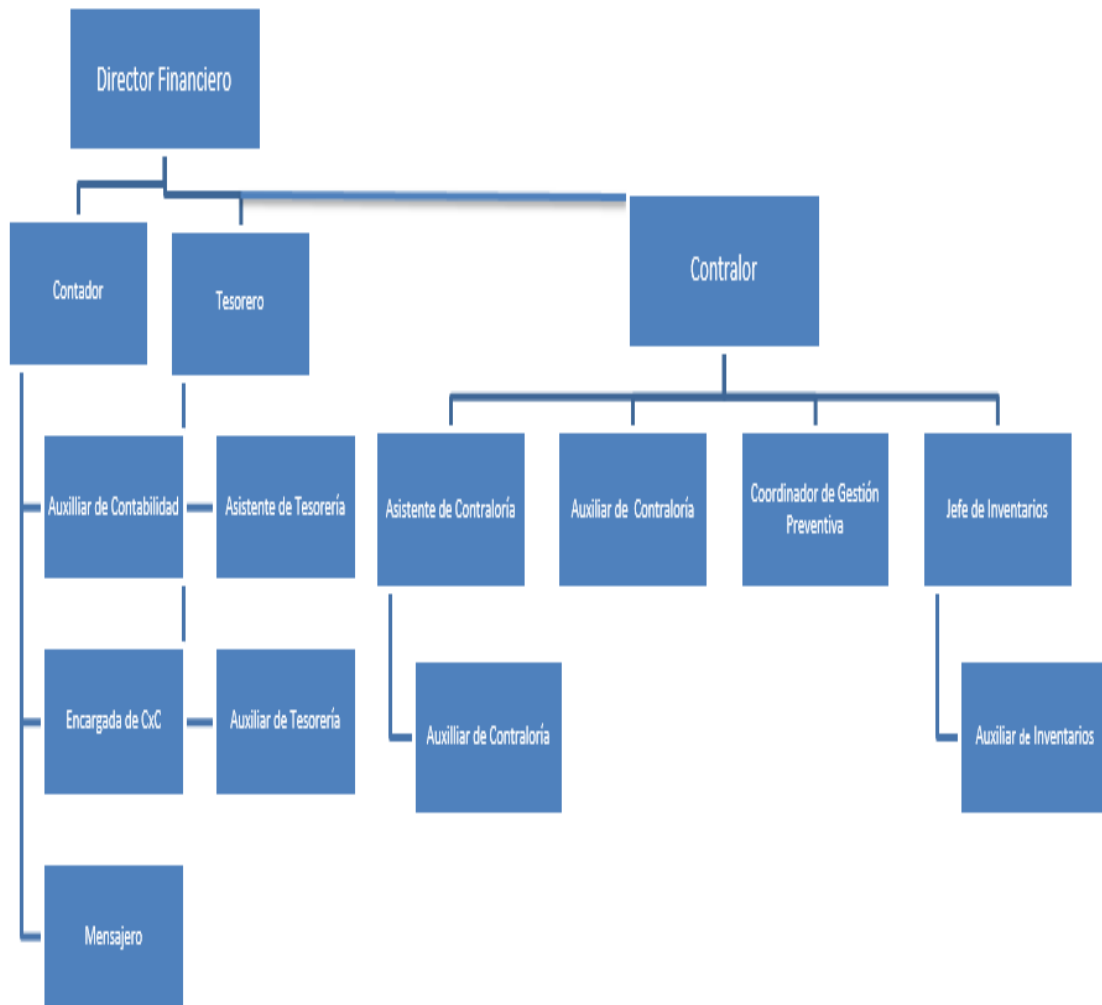 Director Financiero
Contador
Tesorero
Contralor
Auxilliar de Contabilidad
Asistente de Tesorería
Asistente de Contraloría
Auxiliar de Contraloría
Coordinador de Gestión
Preventiva
Jefe de Inventarios
Encargada de CxC
Auxiliar de Tesorería
Auxilliar de Contraloría
Auxiliar de Inventarios
Mensajero